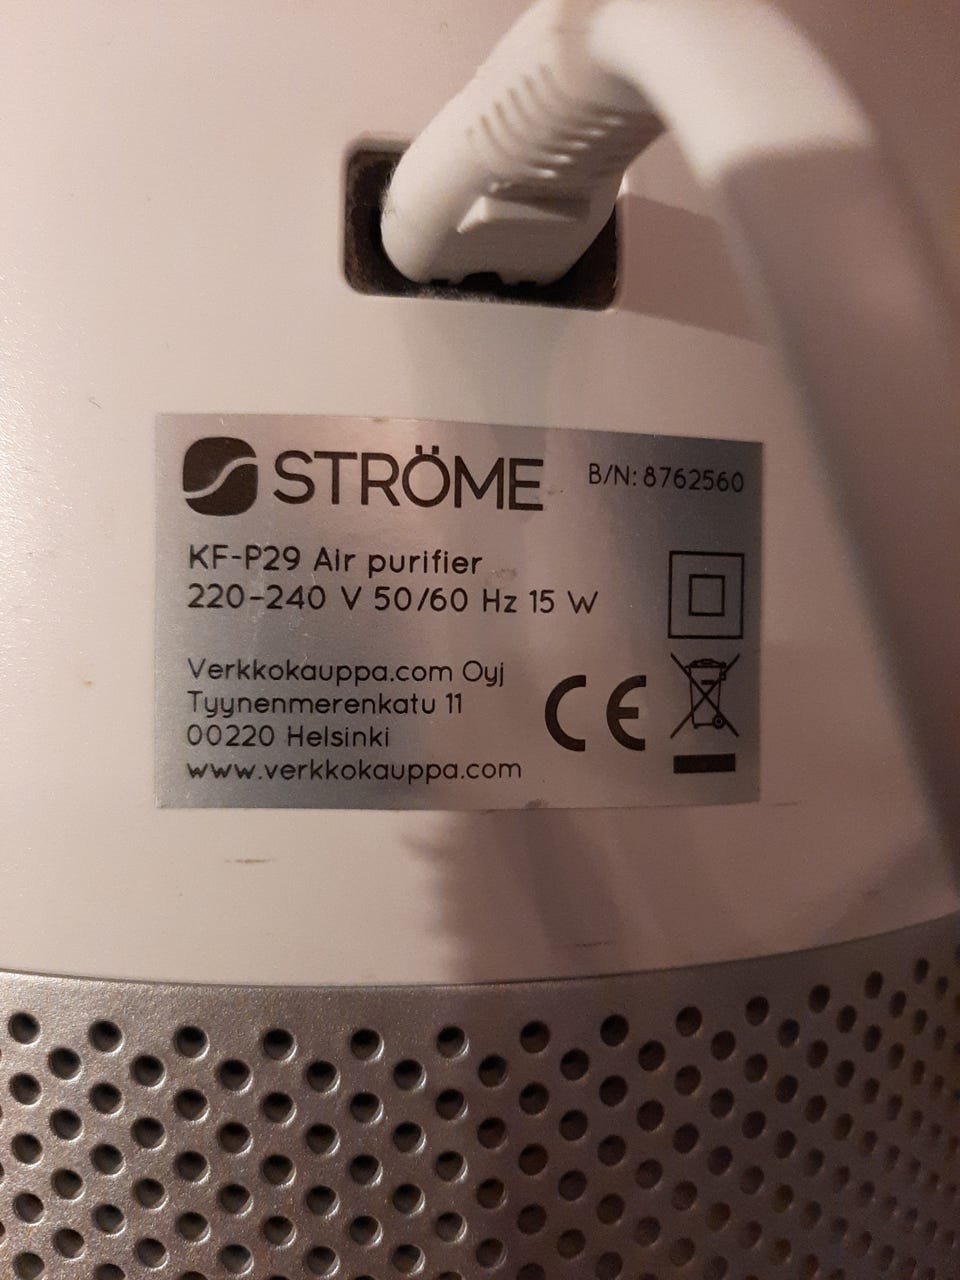 STRÖME
B/N: 8762560
KF-P29 Air purifier
220-240 V 50/60 Hz 15 W
Verkkokauppa.com Oyj
Tyynenmerenkatu 11
00220 Helsinki
www.verkkokauppa.com
CE